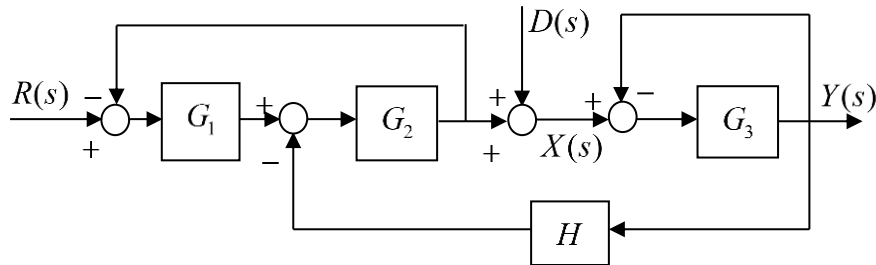 D(s)
R(s) − + G₁ + − G₂ + + X(s) + − G₃ Y(s)
H